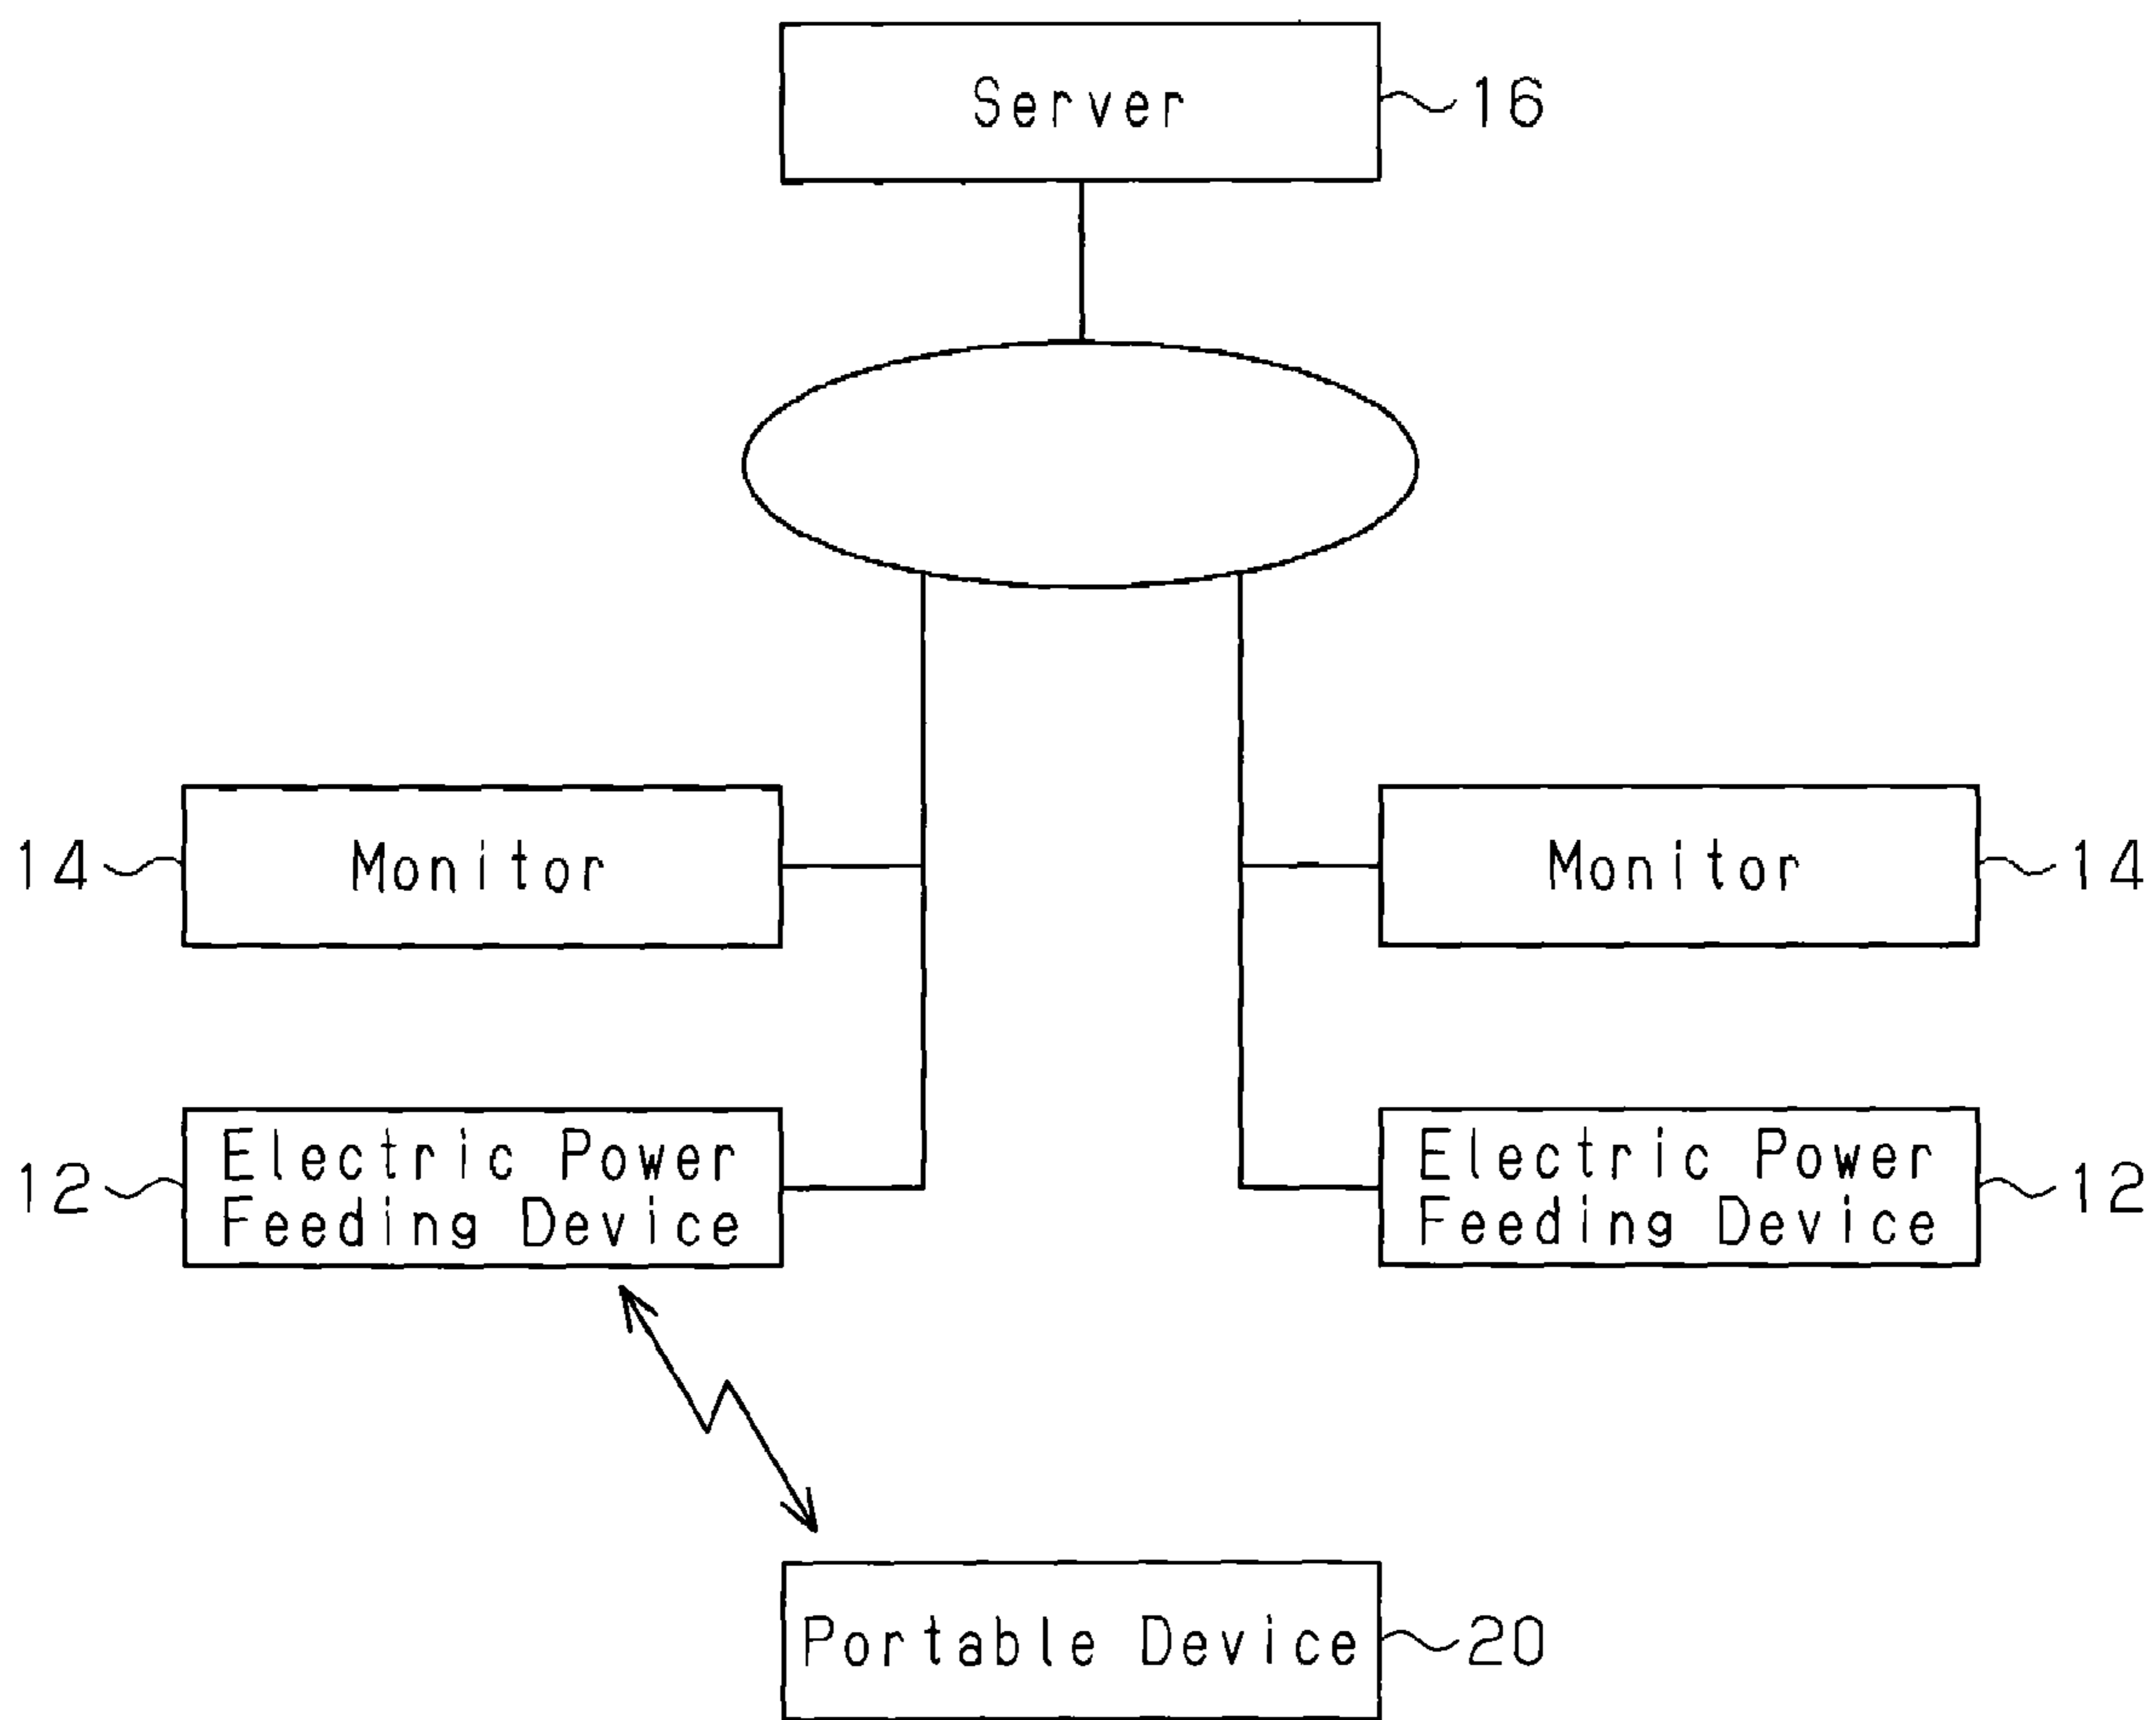 Server 16
14 Monitor
Monitor 14
12 Electric Power
Feeding Device
Electric Power 12
Feeding Device
Portable Device 20